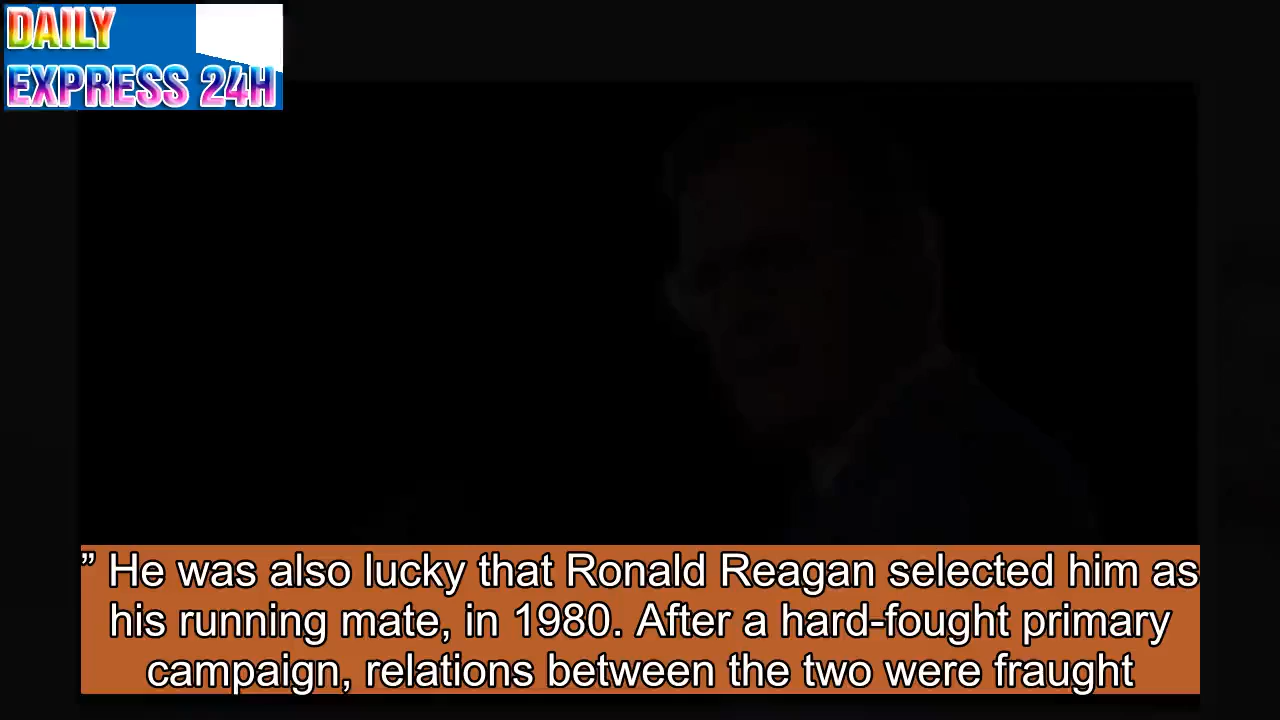 DAILY
EXPRESS 24H
” He was also lucky that Ronald Reagan selected him as
his running mate, in 1980. After a hard-fought primary
campaign, relations between the two were fraught